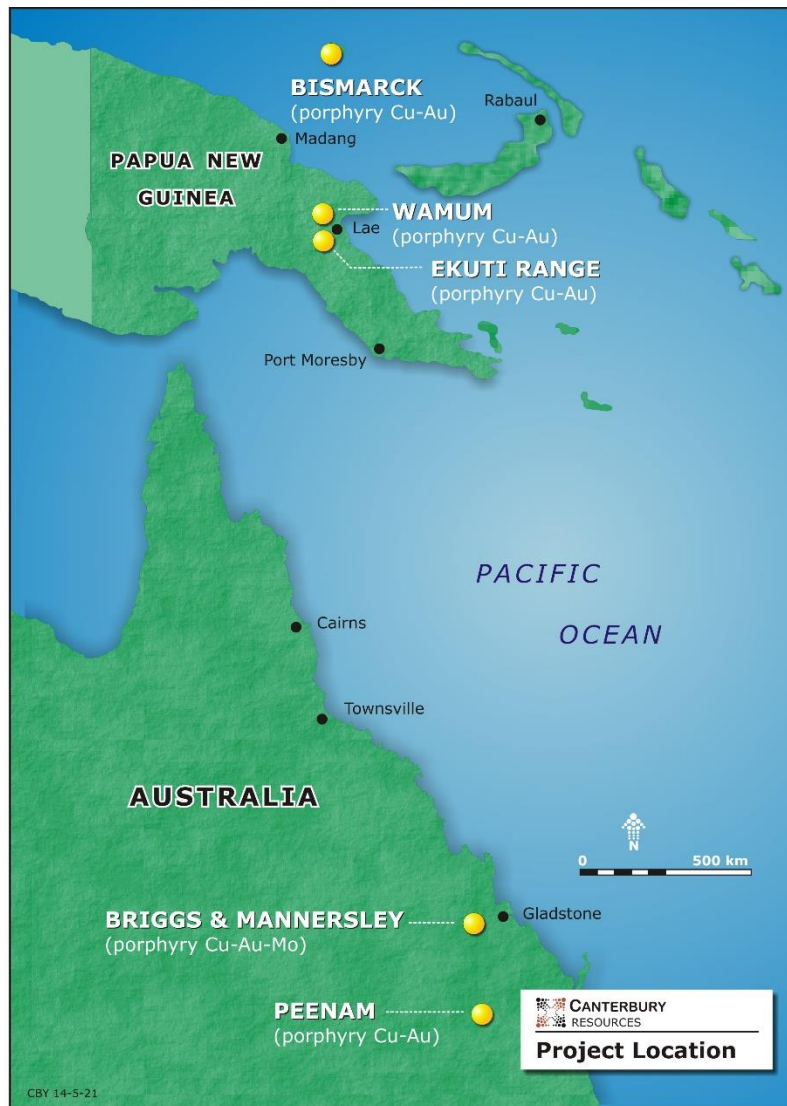 BISMARCK
(porphyry Cu-Au)
Rabaul
Madang
PAPUA NEW
GUINEA
WAMUM
(porphyry Cu-Au)
Lae
EKUTI RANGE
(porphyry Cu-Au)
Port Moresby
PACIFIC
OCEAN
Cairns
Townsville
AUSTRALIA
N
0 500 km
BRIGGS & MANNERSLEY
(porphyry Cu-Au-Mo)
Gladstone
PEENAM
(porphyry Cu-Au)
CANTERBURY
RESOURCES
Project Location
CBY 14-5-21